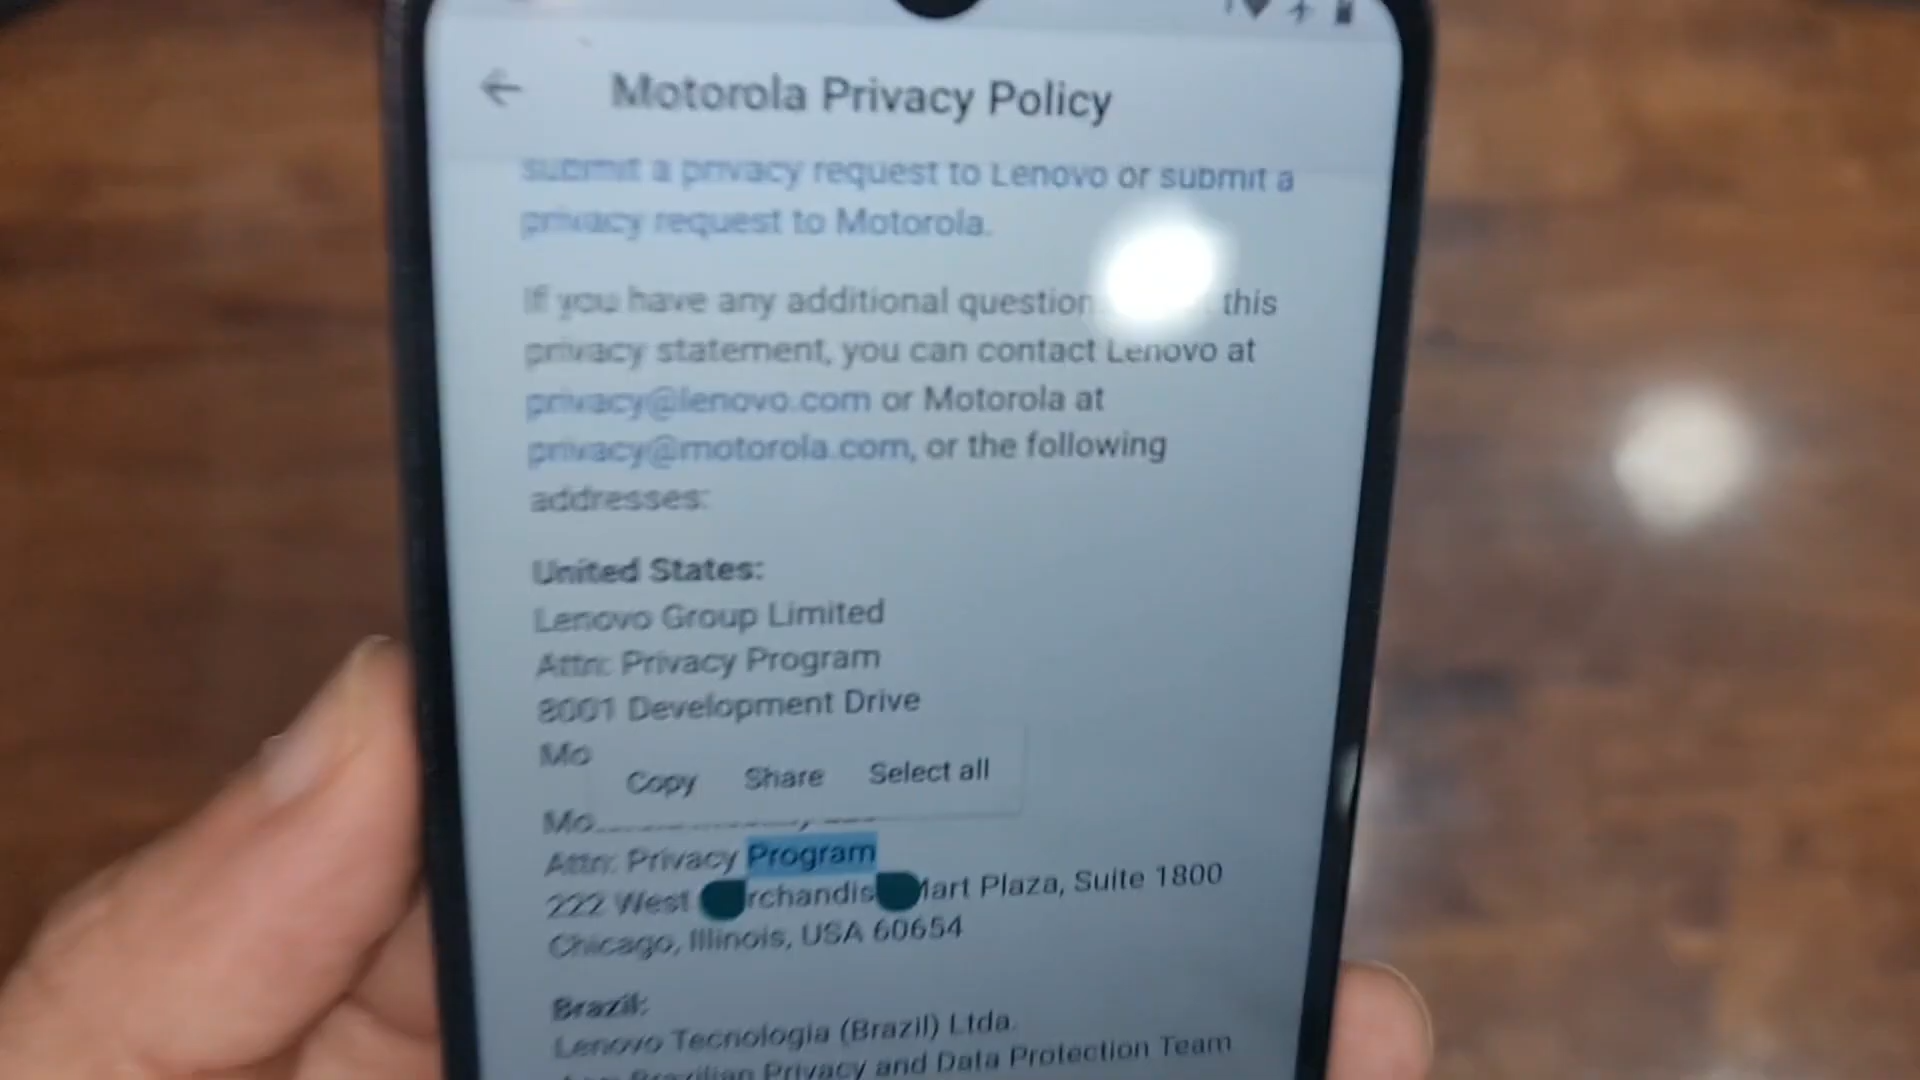 Motorola Privacy Policy
submit a privacy request to Lenovo or submit a
privacy request to Motorola.
If you have any additional question this
privacy statement, you can contact Lenovo at
privacy@lenovo.com or Motorola at
privacy@motorola.com, or the following
addresses:
United States:
Lenovo Group Limited
Attn: Privacy Program
8001 Development Drive
Mo
Copy Share Select all
Mo
Attn: Privacy Program
222 West rchandis Mart Plaza, Suite 1800
Chicago, Illinois, USA 60654
Brazil:
Lenovo Tecnologia (Brazil) Ltda.
Brazilian Privacy and Data Protection Team